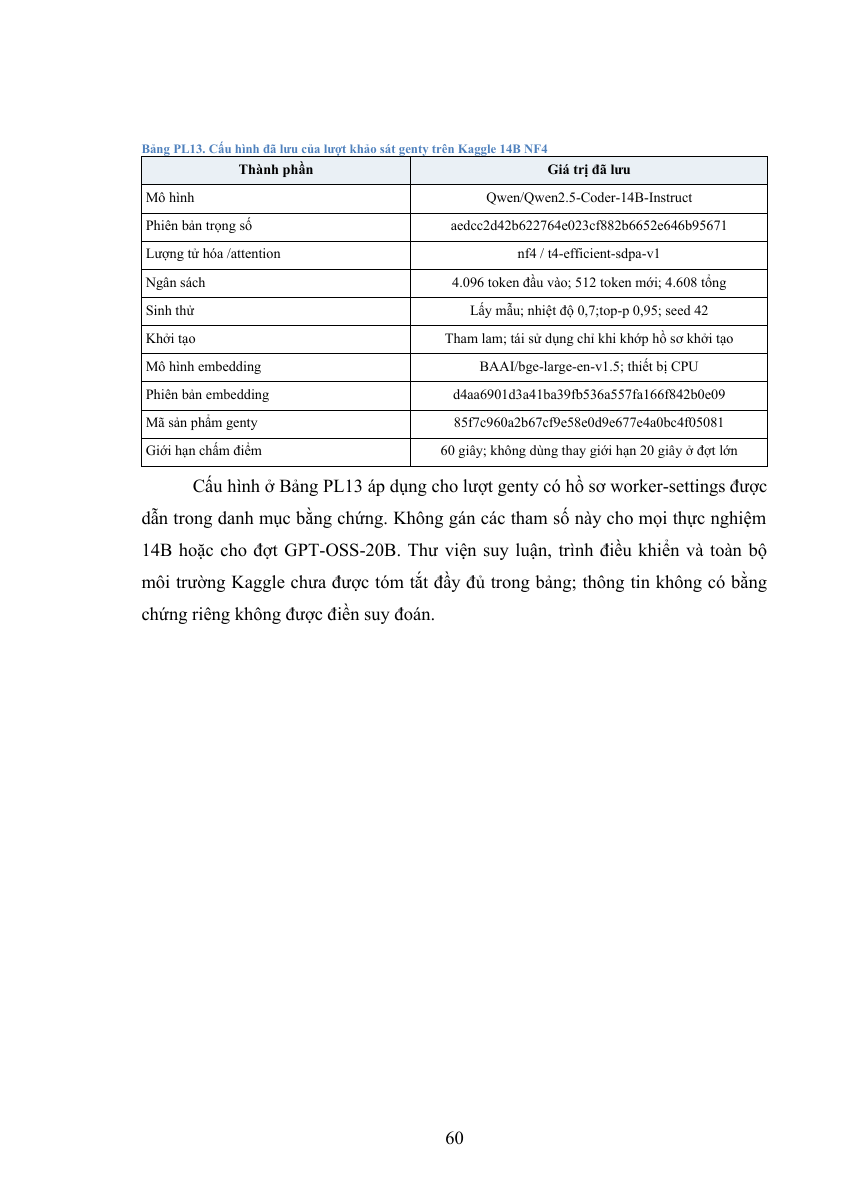 Bảng PL13. Cấu hình đã lưu của lượt khảo sát genty trên Kaggle 14B NF4
Thành phần Giá trị đã lưu
Mô hình Qwen/Qwen2.5-Coder-14B-Instruct
Phiên bản trọng số aedcc2d42b622764e023cf882b6652e646b95671
Lượng tử hóa /attention nf4 / t4-efficient-sdpa-v1
Ngân sách 4.096 token đầu vào; 512 token mới; 4.608 tổng
Sinh thử Lấy mẫu; nhiệt độ 0,7;top-p 0,95; seed 42
Khởi tạo Tham lam; tái sử dụng chỉ khi khớp hồ sơ khởi tạo
Mô hình embedding BAAI/bge-large-en-v1.5; thiết bị CPU
Phiên bản embedding d4aa6901d3a41ba39fb536a557fa166f842b0e09
Mã sản phẩm genty 85f7c960a2b67cf9e58e0d9e677e4a0bc4f05081
Giới hạn chấm điểm 60 giây; không dùng thay giới hạn 20 giây ở đợt lớn
Cấu hình ở Bảng PL13 áp dụng cho lượt genty có hồ sơ worker-settings được
dẫn trong danh mục bằng chứng. Không gán các tham số này cho mọi thực nghiệm
14B hoặc cho đợt GPT-OSS-20B. Thư viện suy luận, trình điều khiển và toàn bộ
môi trường Kaggle chưa được tóm tắt đầy đủ trong bảng; thông tin không có bằng
chứng riêng không được điền suy đoán.
60